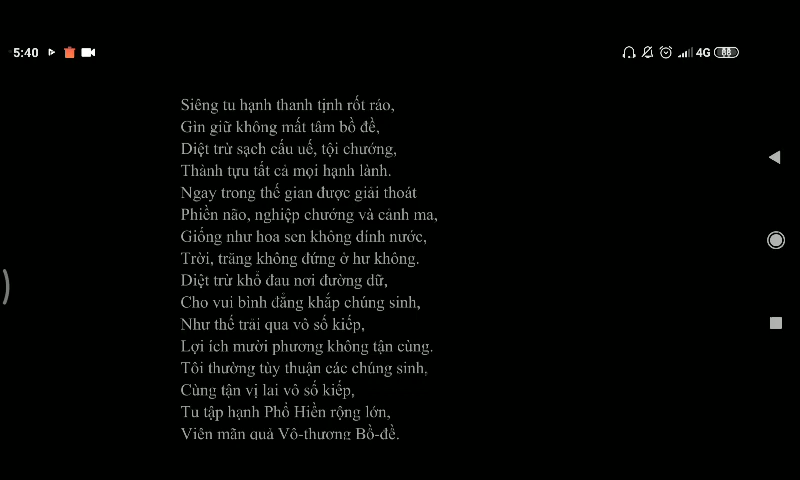 5:40
4G 88
Siêng tu hạnh thanh tịnh rốt ráo,
Gìn giữ không mất tâm bồ đề,
Diệt trừ sạch cấu uế, tội chướng,
Thành tựu tất cả mọi hạnh lành.
Ngay trong thế gian được giải thoát
Phiền não, nghiệp chướng và cảnh ma,
Giống như hoa sen không dính nước,
Trời, trăng không đứng ở hư không.
Diệt trừ khổ đau nơi đường dữ,
Cho vui bình đẳng khắp chúng sinh,
Như thế trải qua vô số kiếp,
Lợi ích mười phương không tận cùng.
Tôi thường tùy thuận các chúng sinh,
Cùng tận vị lai vô số kiếp,
Tu tập hạnh Phổ Hiền rộng lớn,
Viên mãn quả Vô-thượng Bồ-đề.